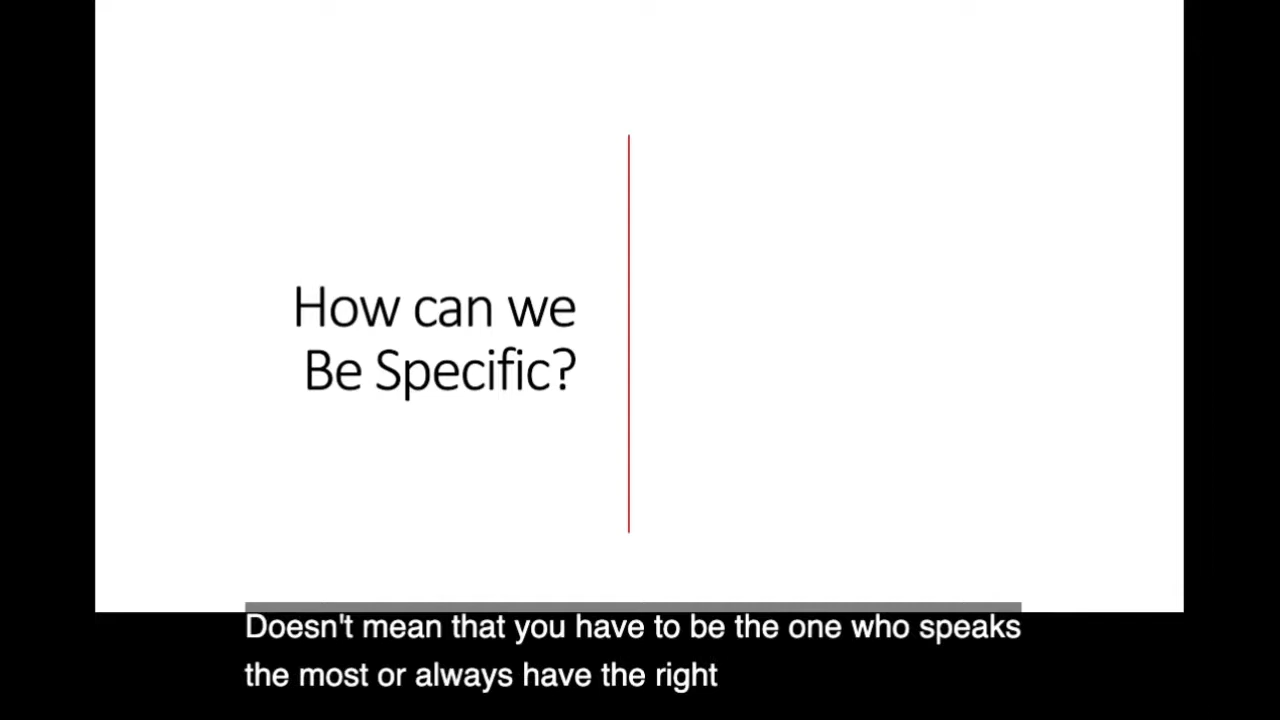 How can we
Be Specific?
Doesn't mean that you have to be the one who speaks
the most or always have the right